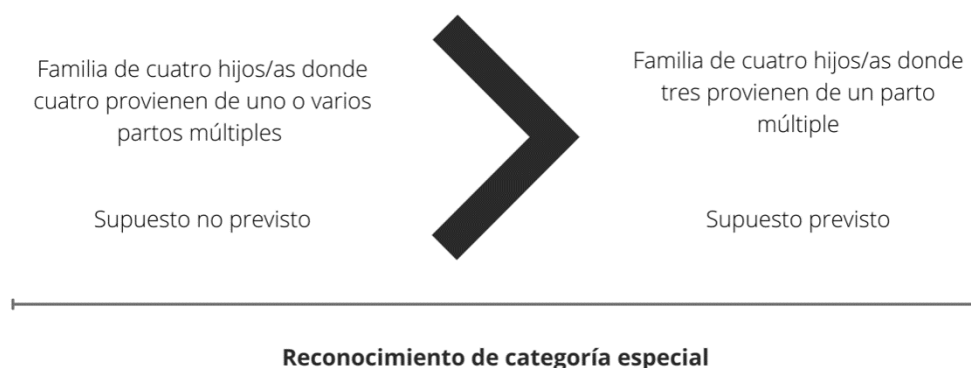 Familia de cuatro hijos/as donde
cuatro provienen de uno o varios
partos múltiples
Supuesto no previsto
Familia de cuatro hijos/as donde
tres provienen de un parto
múltiple
Supuesto previsto
Reconocimiento de categoría especial